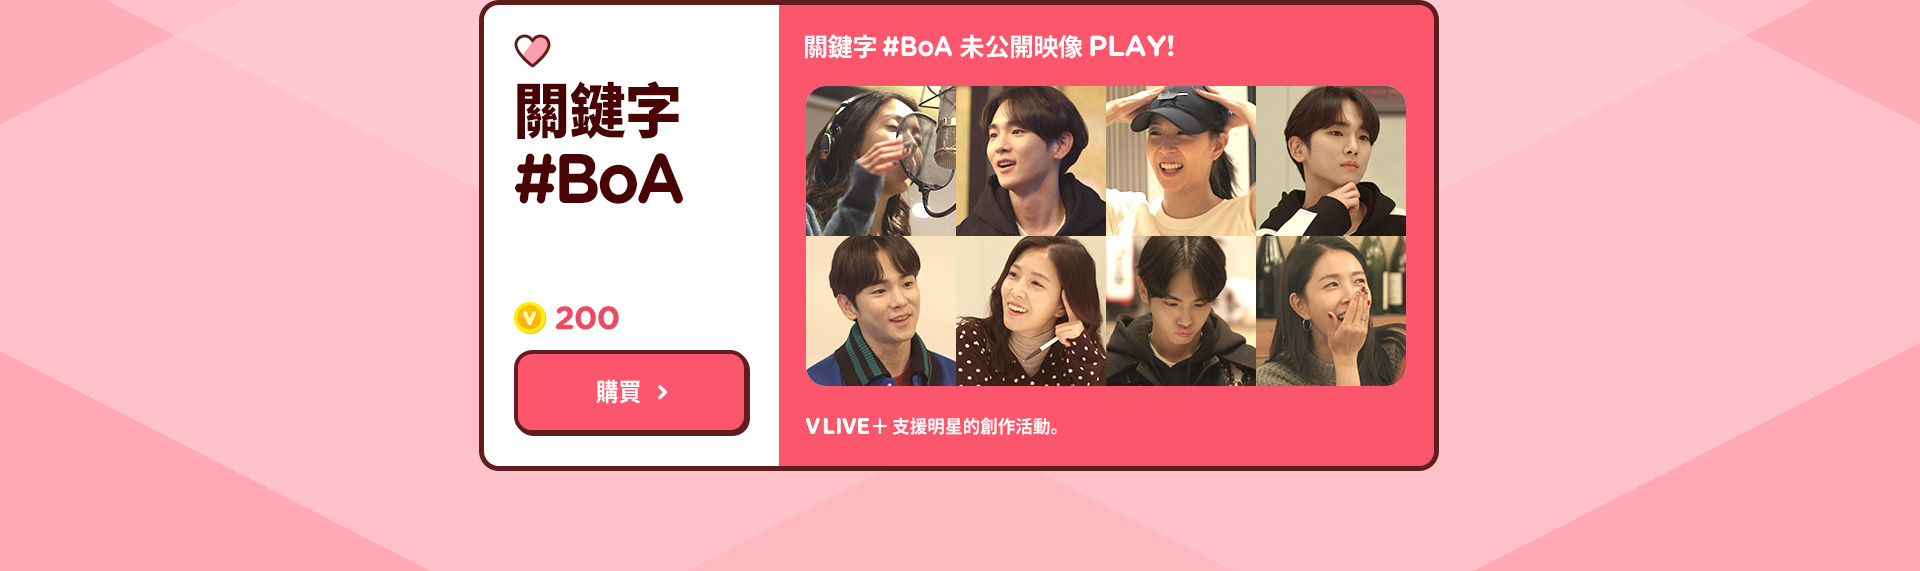 關鍵字
#BoA
V 200
購買 >
關鍵字 #BoA 未公開映像 PLAY!
V LIVE+ 支援明星的創作活動。